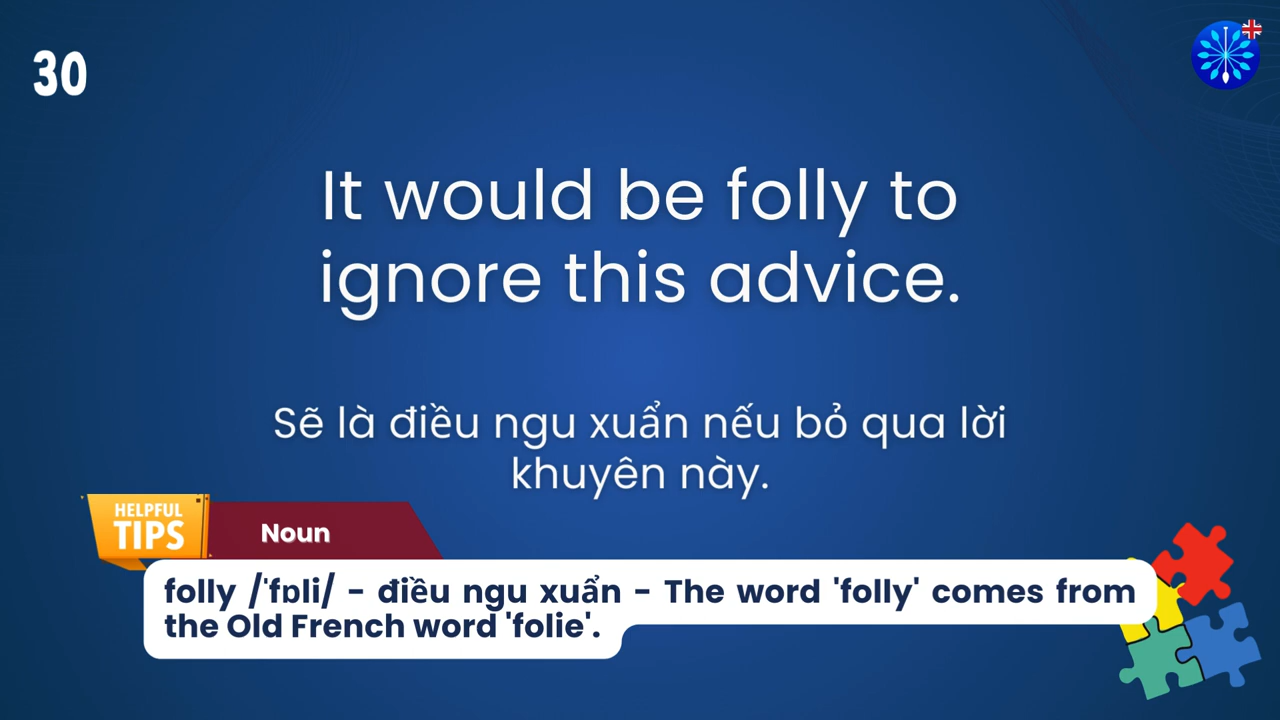 30
It would be folly to
ignore this advice.
Sẽ là điều ngu xuẩn nếu bỏ qua lời
khuyên này.
HELPFUL
TIPS
Noun
folly /'fɒli/ - điều ngu xuẩn - The word 'folly' comes from
the Old French word 'folie'.